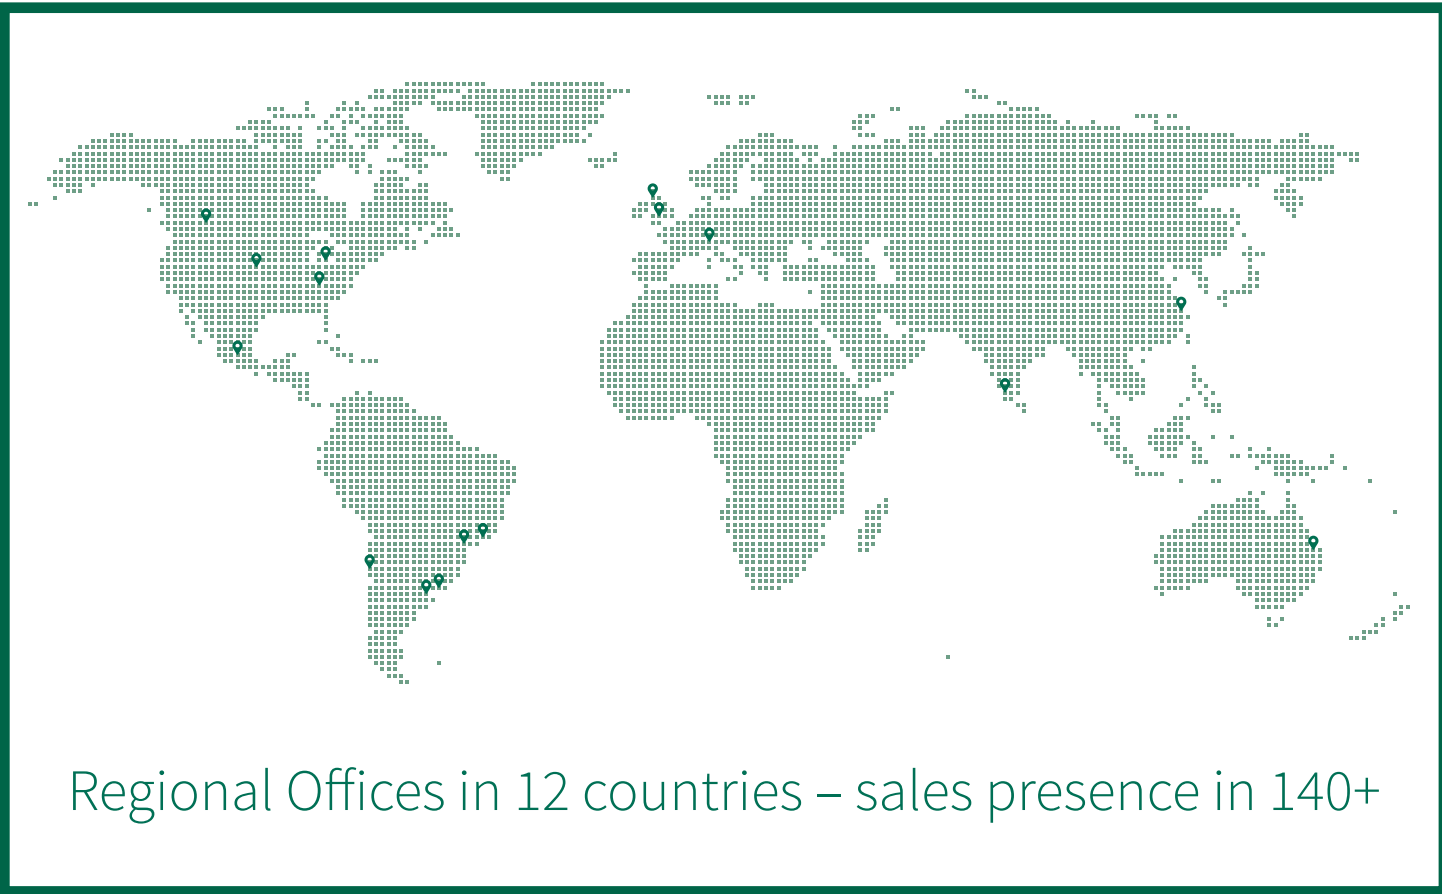 Regional Offices in 12 countries – sales presence in 140+